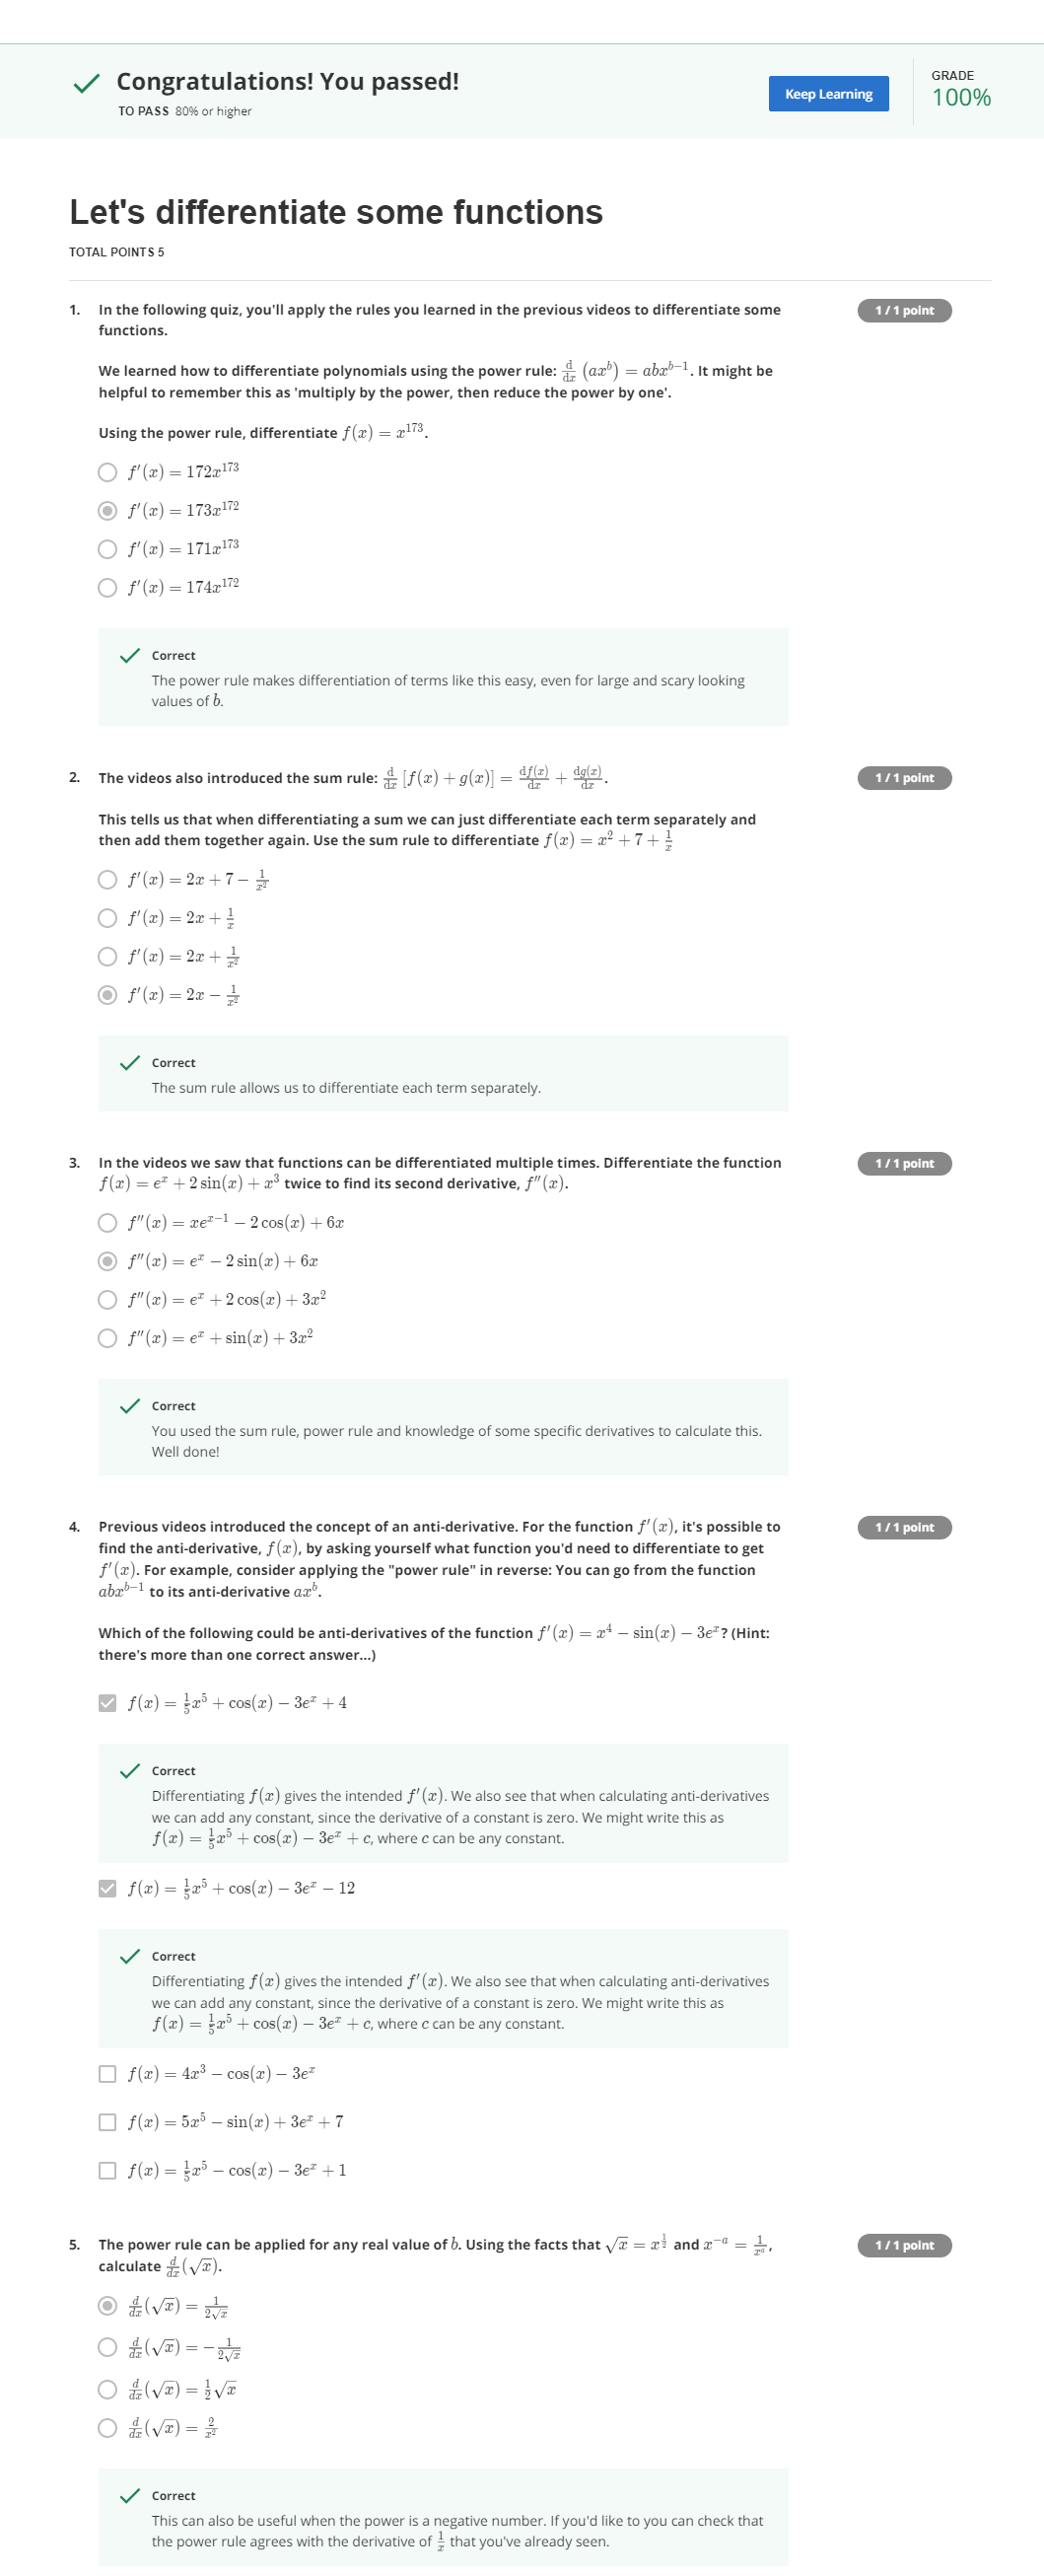 Congratulations! You passed!
TO PASS 80% or higher
Keep Learning
GRADE
100%
Let's differentiate some functions
TOTAL POINTS 5
1. In the following quiz, you'll apply the rules you learned in the previous videos to differentiate some
functions.
1 / 1 point
We learned how to differentiate polynomials using the power rule: $\frac{\mathrm{d}}{\mathrm{d}x}\left(ax^b\right) = abx^{b-1}$. It might be
helpful to remember this as 'multiply by the power, then reduce the power by one'.
Using the power rule, differentiate $f(x) = x^{173}$.
$f'(x) = 172x^{173}$
$f'(x) = 173x^{172}$
$f'(x) = 171x^{173}$
$f'(x) = 174x^{172}$
Correct
The power rule makes differentiation of terms like this easy, even for large and scary looking
values of $b$.
2. The videos also introduced the sum rule: $\frac{\mathrm{d}}{\mathrm{d}x}[f(x) + g(x)] = \frac{\mathrm{d}f(x)}{\mathrm{d}x} + \frac{\mathrm{d}g(x)}{\mathrm{d}x}$.
1 / 1 point
This tells us that when differentiating a sum we can just differentiate each term separately and
then add them together again. Use the sum rule to differentiate $f(x) = x^2 + 7 + \frac{1}{x}$
$f'(x) = 2x + 7 - \frac{1}{x^2}$
$f'(x) = 2x + \frac{1}{x}$
$f'(x) = 2x + \frac{1}{x^2}$
$f'(x) = 2x - \frac{1}{x^2}$
Correct
The sum rule allows us to differentiate each term separately.
3. In the videos we saw that functions can be differentiated multiple times. Differentiate the function
$f(x) = e^x + 2\sin(x) + x^3$ twice to find its second derivative, $f''(x)$.
1 / 1 point
$f''(x) = xe^{x-1} - 2\cos(x) + 6x$
$f''(x) = e^x - 2\sin(x) + 6x$
$f''(x) = e^x + 2\cos(x) + 3x^2$
$f''(x) = e^x + \sin(x) + 3x^2$
Correct
You used the sum rule, power rule and knowledge of some specific derivatives to calculate this.
Well done!
4. Previous videos introduced the concept of an anti-derivative. For the function $f'(x)$, it's possible to
find the anti-derivative, $f(x)$, by asking yourself what function you'd need to differentiate to get
$f'(x)$. For example, consider applying the "power rule" in reverse: You can go from the function
$abx^{b-1}$ to its anti-derivative $ax^b$.
1 / 1 point
Which of the following could be anti-derivatives of the function $f'(x) = x^4 - \sin(x) - 3e^x$? (Hint:
there's more than one correct answer...)
$f(x) = \frac{1}{5}x^5 + \cos(x) - 3e^x + 4$
Correct
Differentiating $f(x)$ gives the intended $f'(x)$. We also see that when calculating anti-derivatives
we can add any constant, since the derivative of a constant is zero. We might write this as
$f(x) = \frac{1}{5}x^5 + \cos(x) - 3e^x + c$, where $c$ can be any constant.
$f(x) = \frac{1}{5}x^5 + \cos(x) - 3e^x - 12$
Correct
Differentiating $f(x)$ gives the intended $f'(x)$. We also see that when calculating anti-derivatives
we can add any constant, since the derivative of a constant is zero. We might write this as
$f(x) = \frac{1}{5}x^5 + \cos(x) - 3e^x + c$, where $c$ can be any constant.
$f(x) = 4x^3 - \cos(x) - 3e^x$
$f(x) = 5x^5 - \sin(x) + 3e^x + 7$
$f(x) = \frac{1}{5}x^5 - \cos(x) - 3e^x + 1$
5. The power rule can be applied for any real value of $b$. Using the facts that $\sqrt{x} = x^{\frac{1}{2}}$ and $x^{-a} = \frac{1}{x^a}$,
calculate $\frac{d}{dx}(\sqrt{x})$.
1 / 1 point
$\frac{d}{dx}(\sqrt{x}) = \frac{1}{2\sqrt{x}}$
$\frac{d}{dx}(\sqrt{x}) = -\frac{1}{2\sqrt{x}}$
$\frac{d}{dx}(\sqrt{x}) = \frac{1}{2}\sqrt{x}$
$\frac{d}{dx}(\sqrt{x}) = \frac{2}{x^2}$
Correct
This can also be useful when the power is a negative number. If you'd like to you can check that
the power rule agrees with the derivative of $\frac{1}{x}$ that you've already seen.